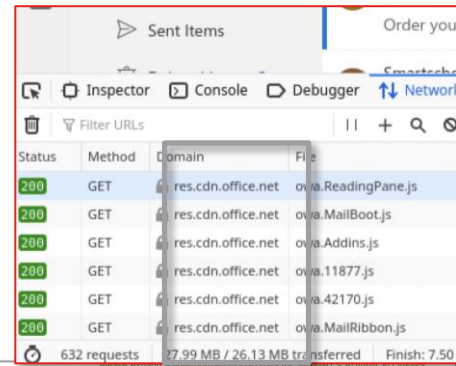 Sent Items
Order you
Inspector Console Debugger Network
Filter URLs
Status Method Domain File
200 GET res.cdn.office.net owa.ReadingPane.js
200 GET res.cdn.office.net owa.MailBoot.js
200 GET res.cdn.office.net owa.Addins.js
200 GET res.cdn.office.net owa.11877.js
200 GET res.cdn.office.net owa.42170.js
200 GET res.cdn.office.net owa.MailRibbon.js
632 requests 27.99 MB / 26.13 MB transferred Finish: 7.50